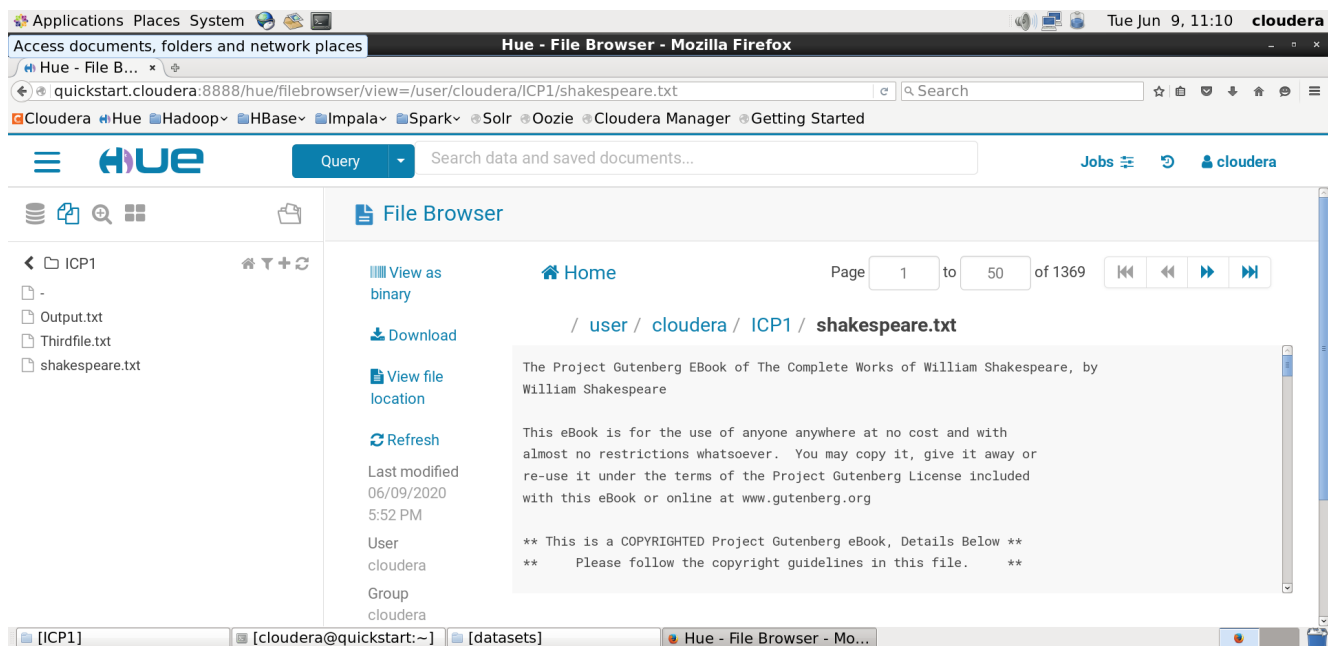 Applications Places System Tue Jun 9, 11:10 cloudera
Access documents, folders and network places Hue - File Browser - Mozilla Firefox
Hue - File B...
quickstart.cloudera:8888/hue/filebrowser/view=/user/cloudera/ICP1/shakespeare.txt Search
Cloudera Hue Hadoop HBase Impala Spark Solr Oozie Cloudera Manager Getting Started
HUE Query Search data and saved documents... Jobs cloudera
File Browser
ICP1
-
Output.txt
Thirdfile.txt
shakespeare.txt
View as
binary
Download
View file
location
Refresh
Last modified
06/09/2020
5:52 PM
User
cloudera
Group
cloudera
Home Page 1 to 50 of 1369
/ user / cloudera / ICP1 / shakespeare.txt
The Project Gutenberg EBook of The Complete Works of William Shakespeare, by
William Shakespeare
This eBook is for the use of anyone anywhere at no cost and with
almost no restrictions whatsoever.  You may copy it, give it away or
re-use it under the terms of the Project Gutenberg License included
with this eBook or online at www.gutenberg.org
** This is a COPYRIGHTED Project Gutenberg eBook, Details Below **
**     Please follow the copyright guidelines in this file.     **
[ICP1] [cloudera@quickstart:~] [datasets] Hue - File Browser - Mo...